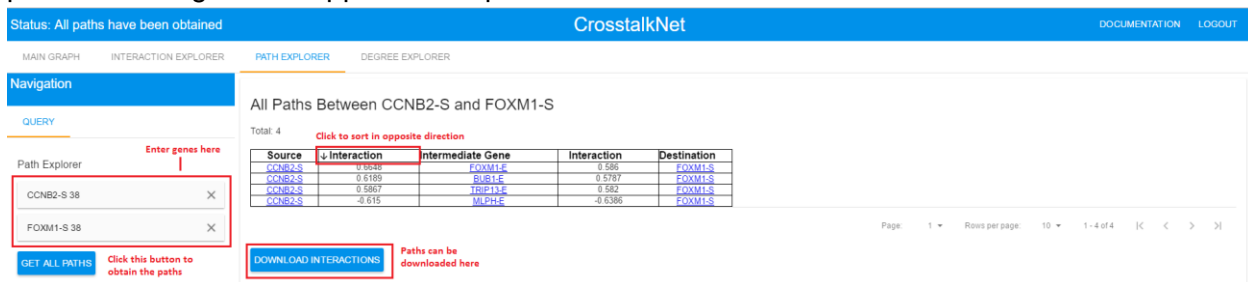 Status: All paths have been obtained CrosstalkNet DOCUMENTATION LOGOUT
MAIN GRAPH INTERACTION EXPLORER PATH EXPLORER DEGREE EXPLORER
Navigation
QUERY
Enter genes here
Path Explorer
CCNB2-S 38
FOXM1-S 38
GET ALL PATHS
Click this button to
obtain the paths
All Paths Between CCNB2-S and FOXM1-S
Total: 4
Click to sort in opposite direction
Source ↓ Interaction Intermediate Gene Interaction Destination
CCNB2-S 0.6648 FOXM1-E 0.586 FOXM1-S
CCNB2-S 0.6189 BUB1-E 0.5787 FOXM1-S
CCNB2-S 0.5867 TRIP13-E 0.582 FOXM1-S
CCNB2-S -0.615 MLPH-E -0.6386 FOXM1-S
Page: 1 Rows per page: 10 1 - 4 of 4
DOWNLOAD INTERACTIONS
Paths can be
downloaded here